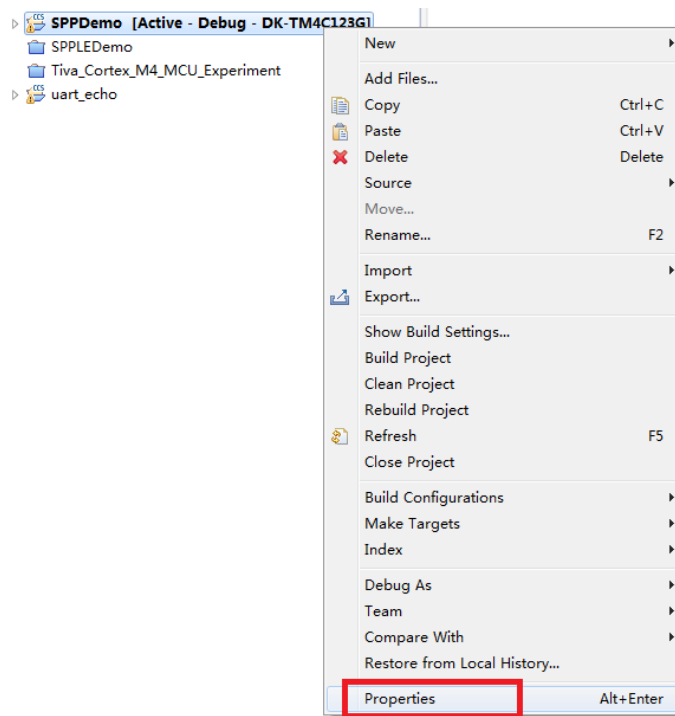 SPPDemo [Active - Debug - DK-TM4C123G]
SPPLEDemo
Tiva_Cortex_M4_MCU_Experiment
uart_echo
New
Add Files...
Copy Ctrl+C
Paste Ctrl+V
Delete Delete
Source
Move...
Rename... F2
Import
Export...
Show Build Settings...
Build Project
Clean Project
Rebuild Project
Refresh F5
Close Project
Build Configurations
Make Targets
Index
Debug As
Team
Compare With
Restore from Local History...
Properties Alt+Enter